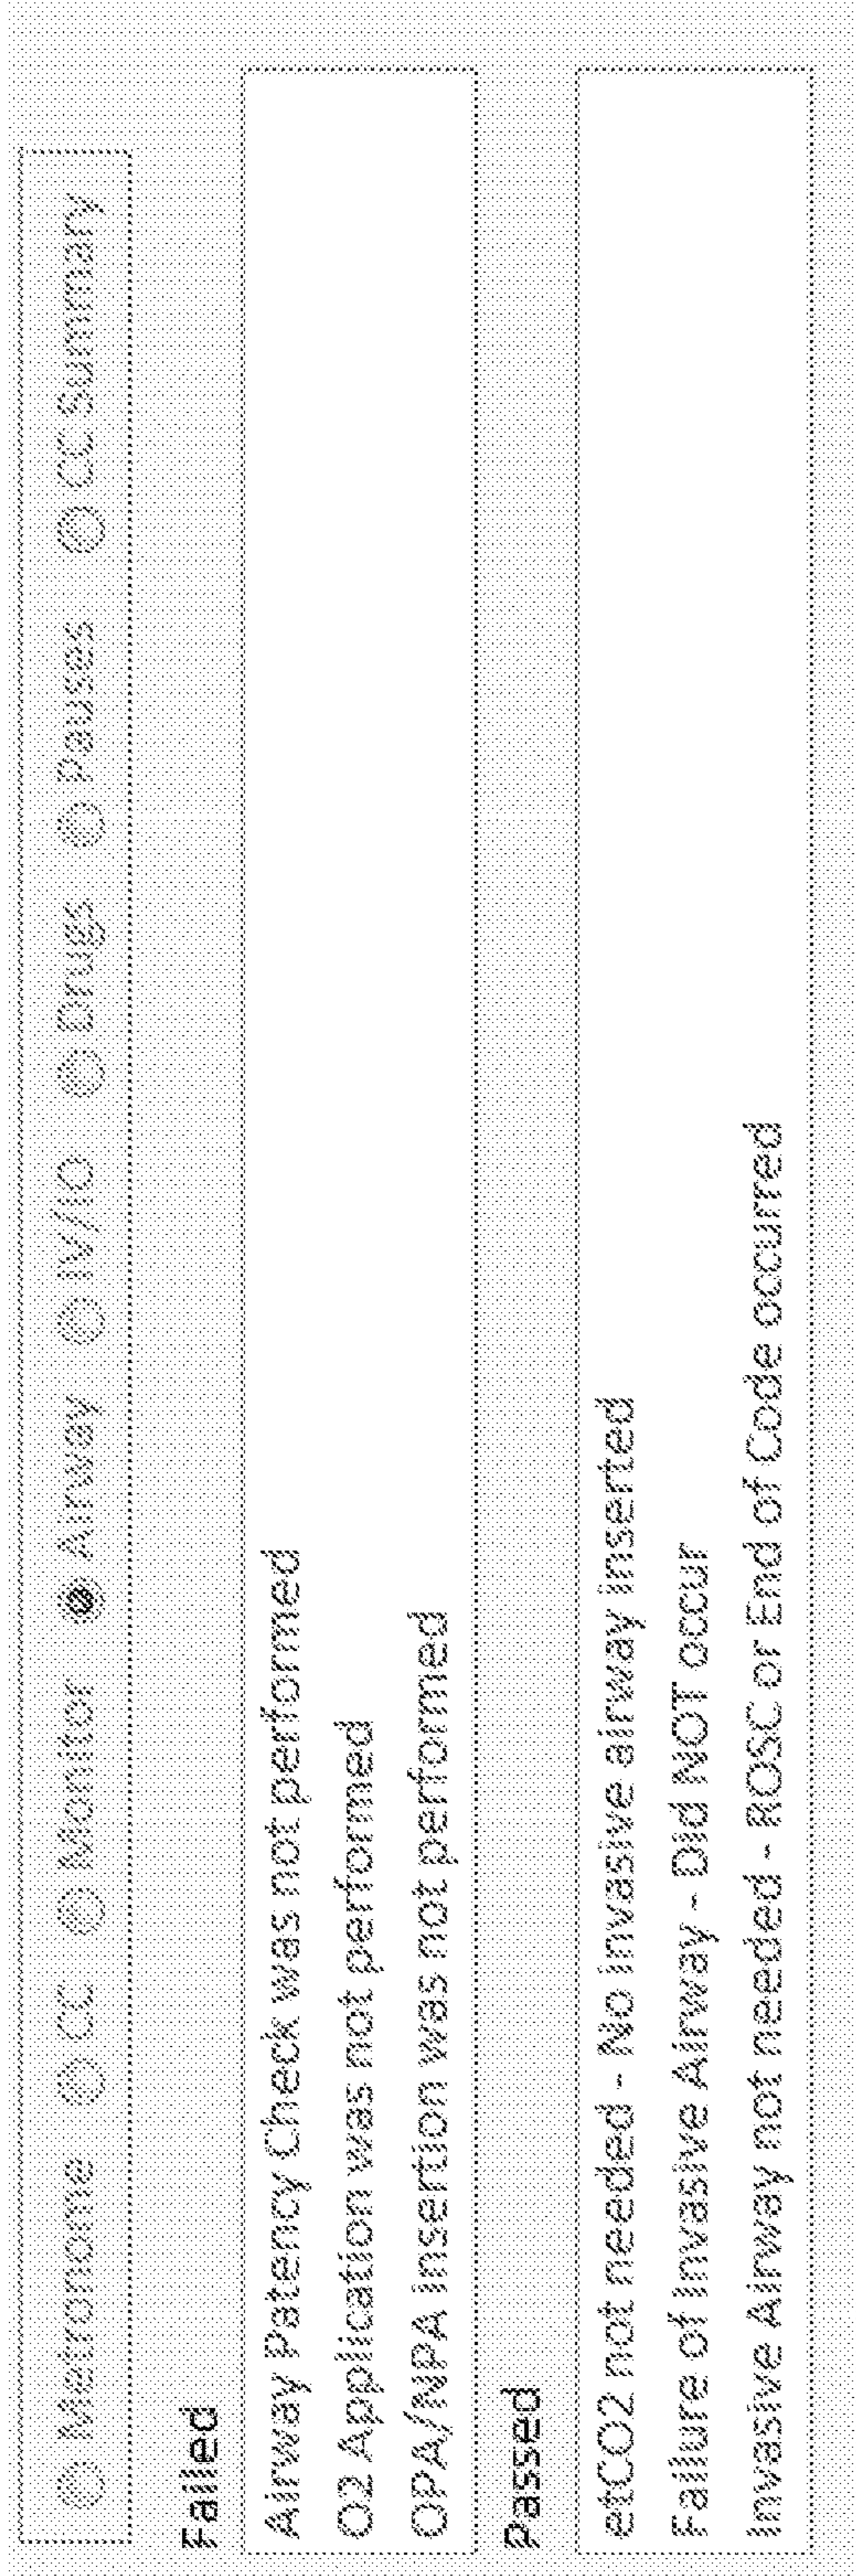 Metronome CC Monitor Airway IV/IO Drugs Pauses CC Summary
Failed
Airway Patency Check was not performed
O2 Application was not performed
OPA/NPA insertion was not performed
Passed
etCO2 not needed - No invasive airway inserted
Failure of Invasive Airway - Did NOT occur
Invasive Airway not needed - ROSC or End of Code occurred